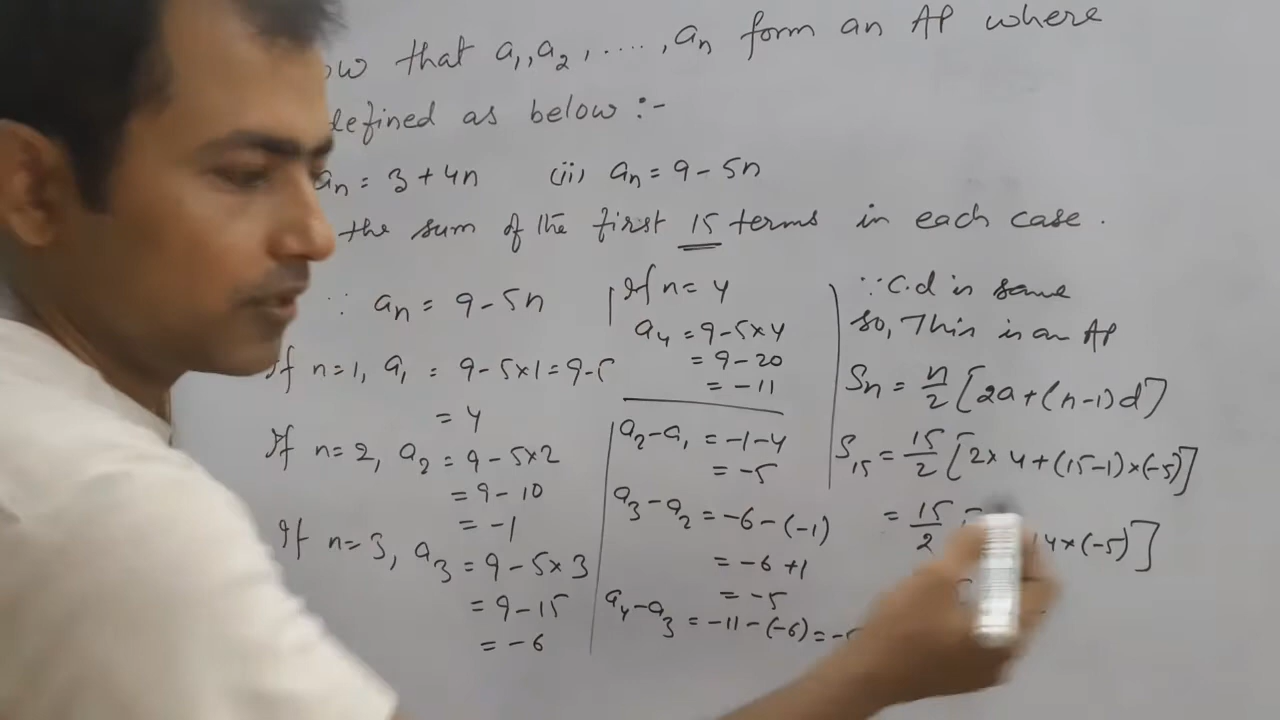 that a₁, a₂, ....., aₙ form an AP where
defined as below :-
aₙ = 3 + 4n (ii) aₙ = 9 - 5n
the sum of the first 15 terms in each case.
∵ aₙ = 9 - 5n
If n=1, a₁ = 9 - 5×1 = 9-5
= 4
If n=2, a₂ = 9 - 5×2
= 9 - 10
= -1
If n=3, a₃ = 9 - 5×3
= 9 - 15
= -6
If n = 4
a₄ = 9 - 5×4
= 9 - 20
= -11
a₂ - a₁ = -1 - 4
= -5
a₃ - a₂ = -6 - (-1)
= -6 + 1
= -5
a₄ - a₃ = -11 - (-6) = -5
∵ C.d is same
So, This is an AP
Sₙ = n/2 [2a + (n-1)d]
S₁₅ = 15/2 [2×4 + (15-1)×(-5)]
= 15/2 [ 14×(-5)]